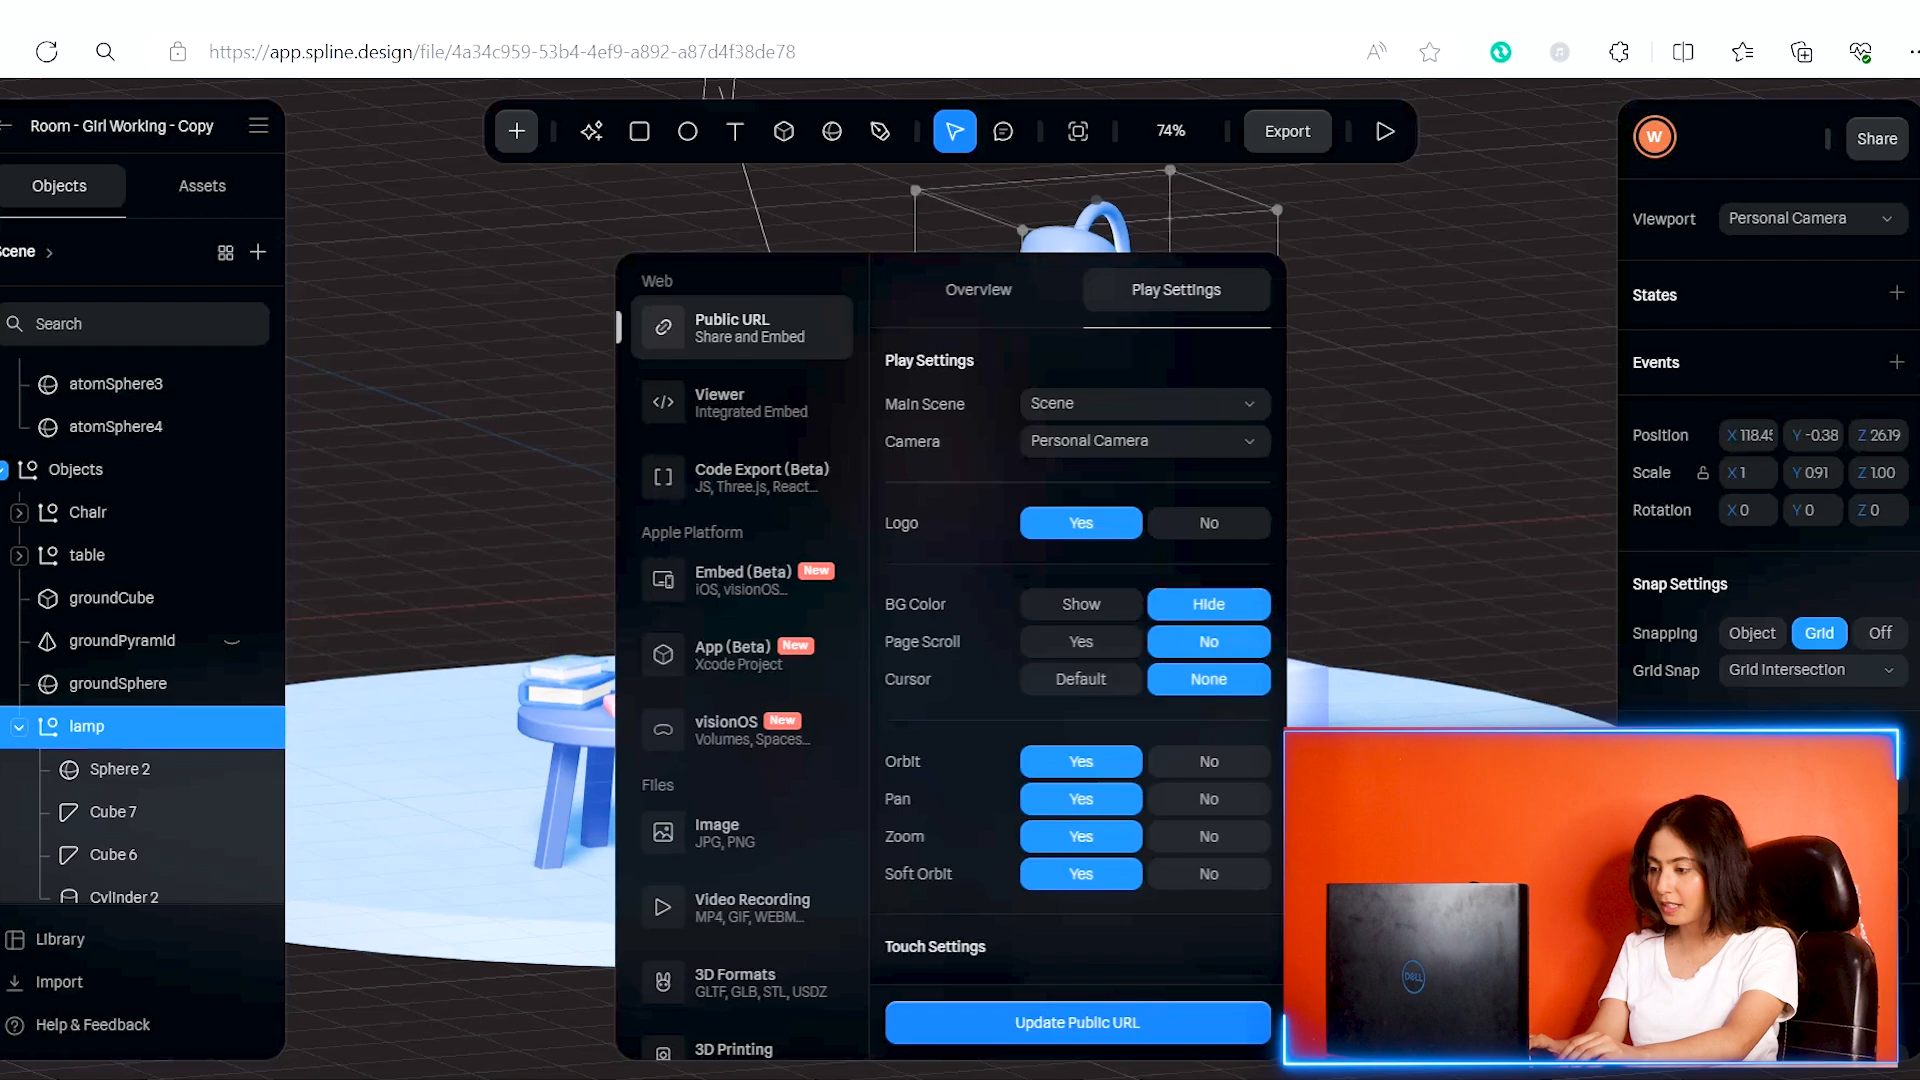 https://app.spline.design/file/4a34c959-53b4-4ef9-a892-a87d4f38de78
Room - Girl Working - Copy
Objects
Assets
Scene
Search
atomSphere3
atomSphere4
Objects
Chair
table
groundCube
groundPyramid
groundSphere
lamp
Sphere 2
Cube 7
Cube 6
Cylinder 2
Library
Import
Help & Feedback
T
74%
Export
Web
Public URL
Share and Embed
Viewer
Integrated Embed
Code Export (Beta)
JS, Three.js, React...
Apple Platform
Embed (Beta) New
iOS, visionOS...
App (Beta) New
Xcode Project
visionOS New
Volumes, Spaces...
Files
Image
JPG, PNG
Video Recording
MP4, GIF, WEBM...
3D Formats
GLTF, GLB, STL, USDZ
3D Printing
Overview
Play Settings
Play Settings
Main Scene Scene
Camera Personal Camera
Logo Yes No
BG Color Show Hide
Page Scroll Yes No
Cursor Default None
Orbit Yes No
Pan Yes No
Zoom Yes No
Soft Orbit Yes No
Touch Settings
Update Public URL
W
Share
Viewport Personal Camera
States
Events
Position X 118.45 Y -0.38 Z 26.19
Scale X 1 Y 0.91 Z 1.00
Rotation X 0 Y 0 Z 0
Snap Settings
Snapping Object Grid Off
Grid Snap Grid Intersection
DELL